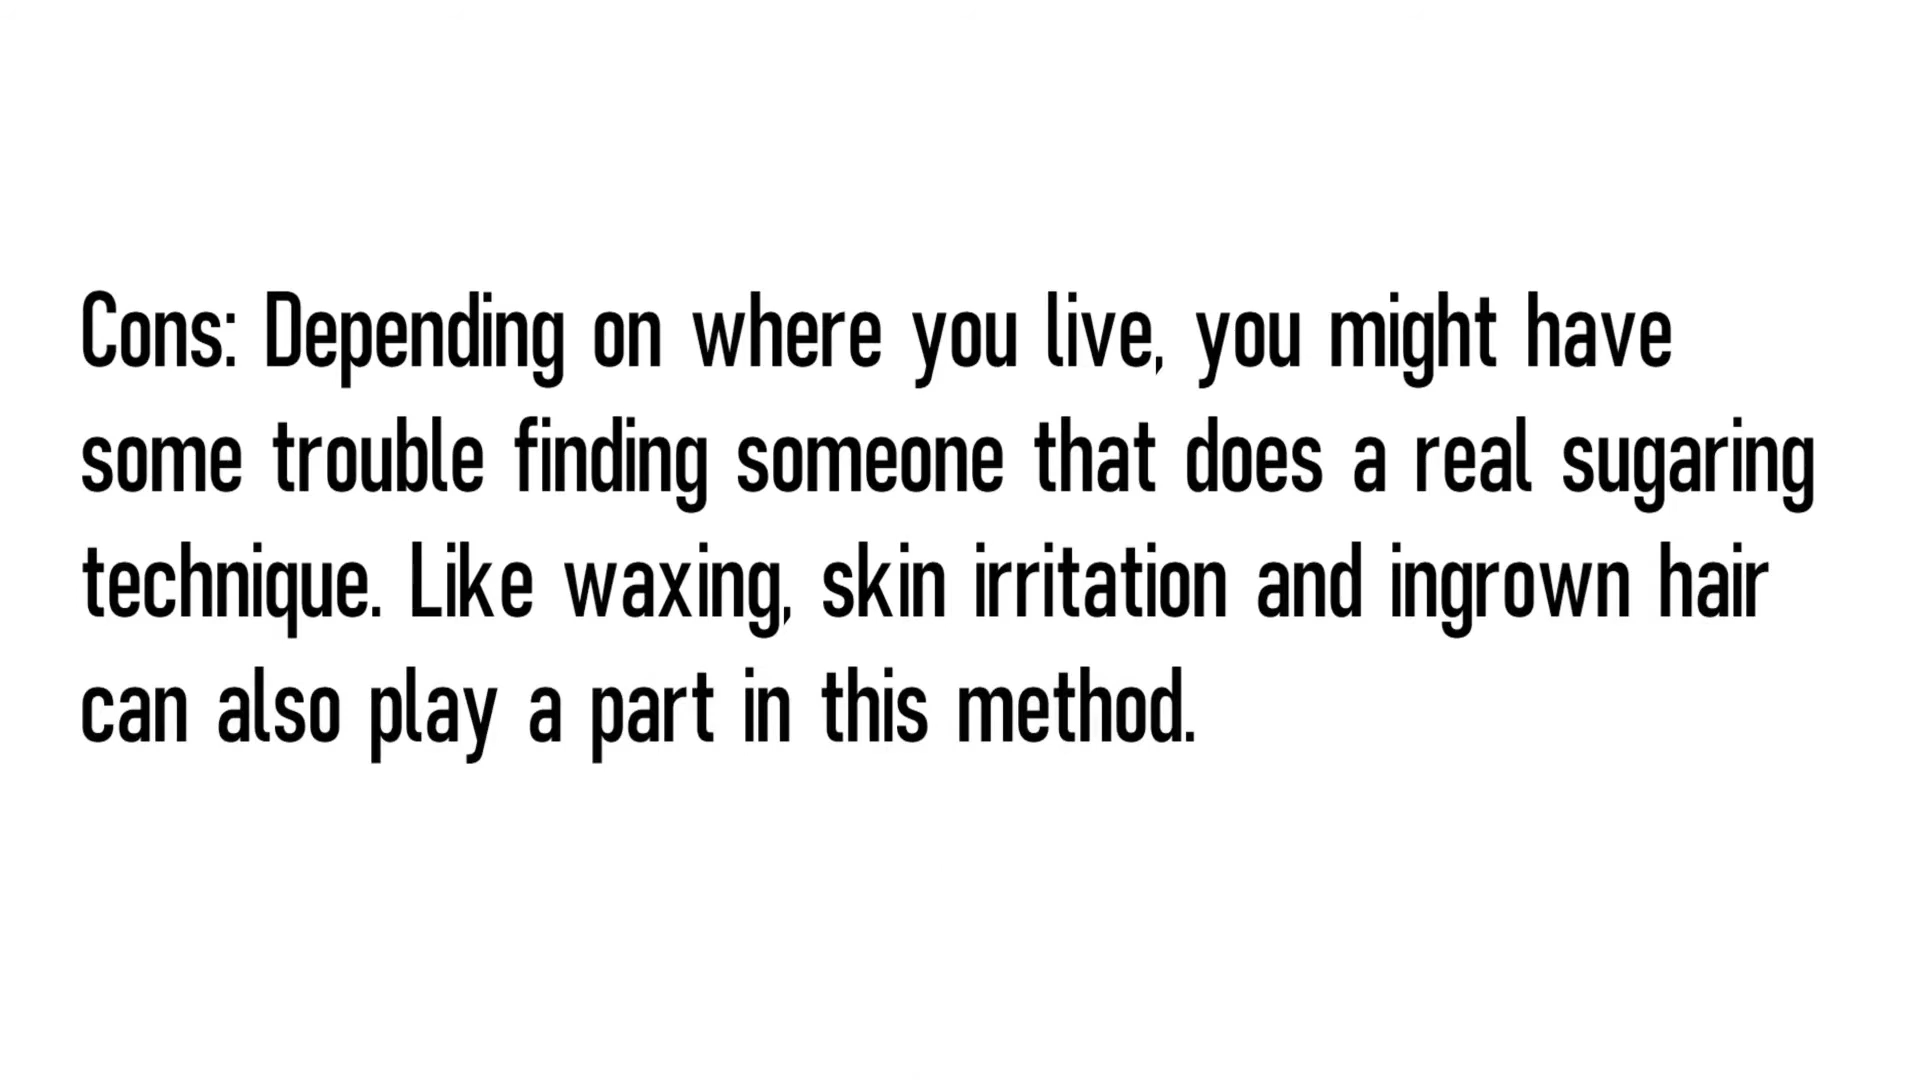 Cons: Depending on where you live, you might have
some trouble finding someone that does a real sugaring
technique. Like waxing, skin irritation and ingrown hair
can also play a part in this method.